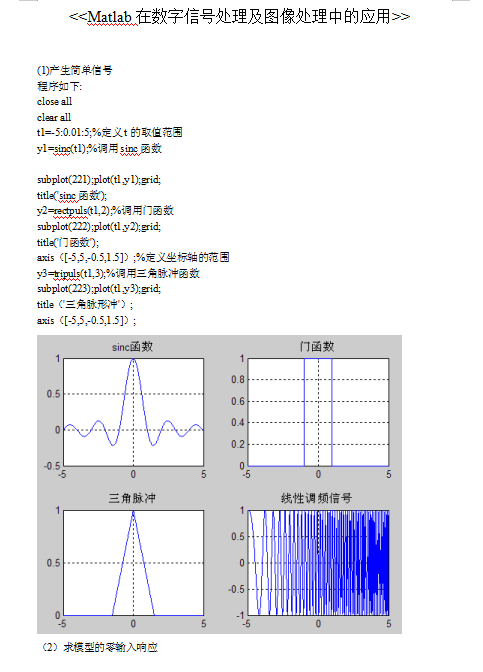 <<Matlab 在数字信号处理及图像处理中的应用>>
(1)产生简单信号
程序如下:
close all
clear all
t1=-5:0.01:5;%定义t 的取值范围
y1=sinc(t1);%调用 sinc 函数
subplot(221);plot(t1,y1);grid;
title('sinc 函数');
y2=rectpuls(t1,2);%调用门函数
subplot(222);plot(t1,y2);grid;
title('门函数');
axis（[-5,5,-0.5,1.5]）;%定义坐标轴的范围
y3=tripuls(t1,3);%调用三角脉冲函数
subplot(223);plot(t1,y3);grid;
title（'三角脉形冲'）;
axis（[-5,5,-0.5,1.5]）;
sinc函数
1
0.5
0
-0.5
-5 0 5
门函数
1
0.8
0.6
0.4
0.2
0
-5 0 5
三角脉冲
1
0.5
0
-5 0 5
线性调频信号
1
0.5
0
-0.5
-1
-5 0 5
（2）求模型的零输入响应